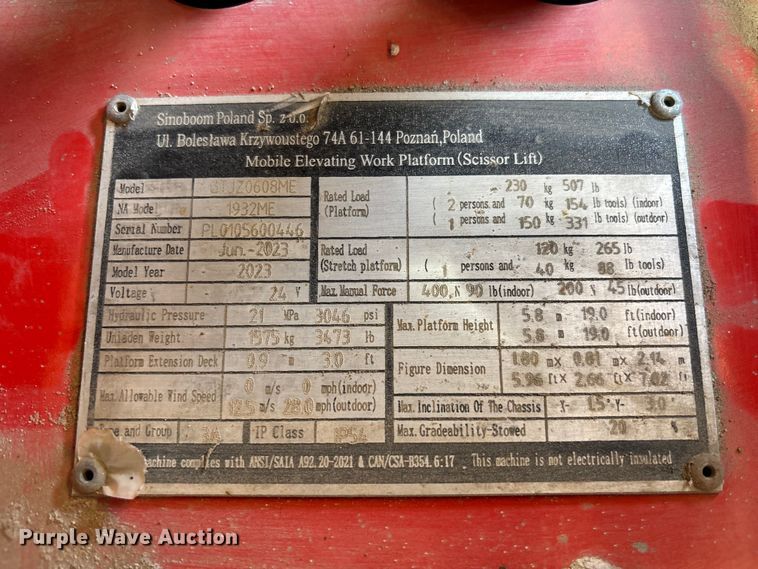 Sinoboom Poland Sp. z o.o.
Ul. Bolesława Krzywoustego 74A 61-144 Poznań,Poland
Mobile Elevating Work Platform(Scissor Lift)
Model GTJZ0608ME
NA Model 1932ME
Serial Number PL0105600446
Manufacture Date Jun.-2023
Model Year 2023
Voltage 24 V
Rated Load (Platform) 230 kg 507 lb
( 2 persons and 70 kg 154 lb tools) (indoor)
( 1 persons and 150 kg 331 lb tools) (outdoor)
Rated Load (Stretch platform) 120 kg 265 lb
( 1 persons and 40 kg 88 lb tools)
Max. Manual Force 400 N 90 lb(indoor) 200 N 45 lb(outdoor)
Hydraulic Pressure 21 MPa 3046 psi
Unladen Weight 1575 kg 3473 lb
Platform Extension Deck 0.9 m 3.0 ft
Max. Allowable Wind Speed 0 m/s 0 mph(indoor)
12.5 m/s 28.0 mph(outdoor)
and Group 3A IP Class IP54
Max. Platform Height 5.8 m 19.0 ft(indoor)
5.8 m 19.0 ft(outdoor)
Figure Dimension 1.80 m× 0.81 m× 2.14 m
5.96 ft× 2.66 ft× 7.02 ft
Max. Inclination Of The Chassis X- 1.5° Y- 3.0°
Max. Gradeability-Stowed 20 %
machine complies with ANSI/SAIA A92.20-2021 & CAN/CSA-B354.6:17 . This machine is not electrically insulated
Purple Wave Auction